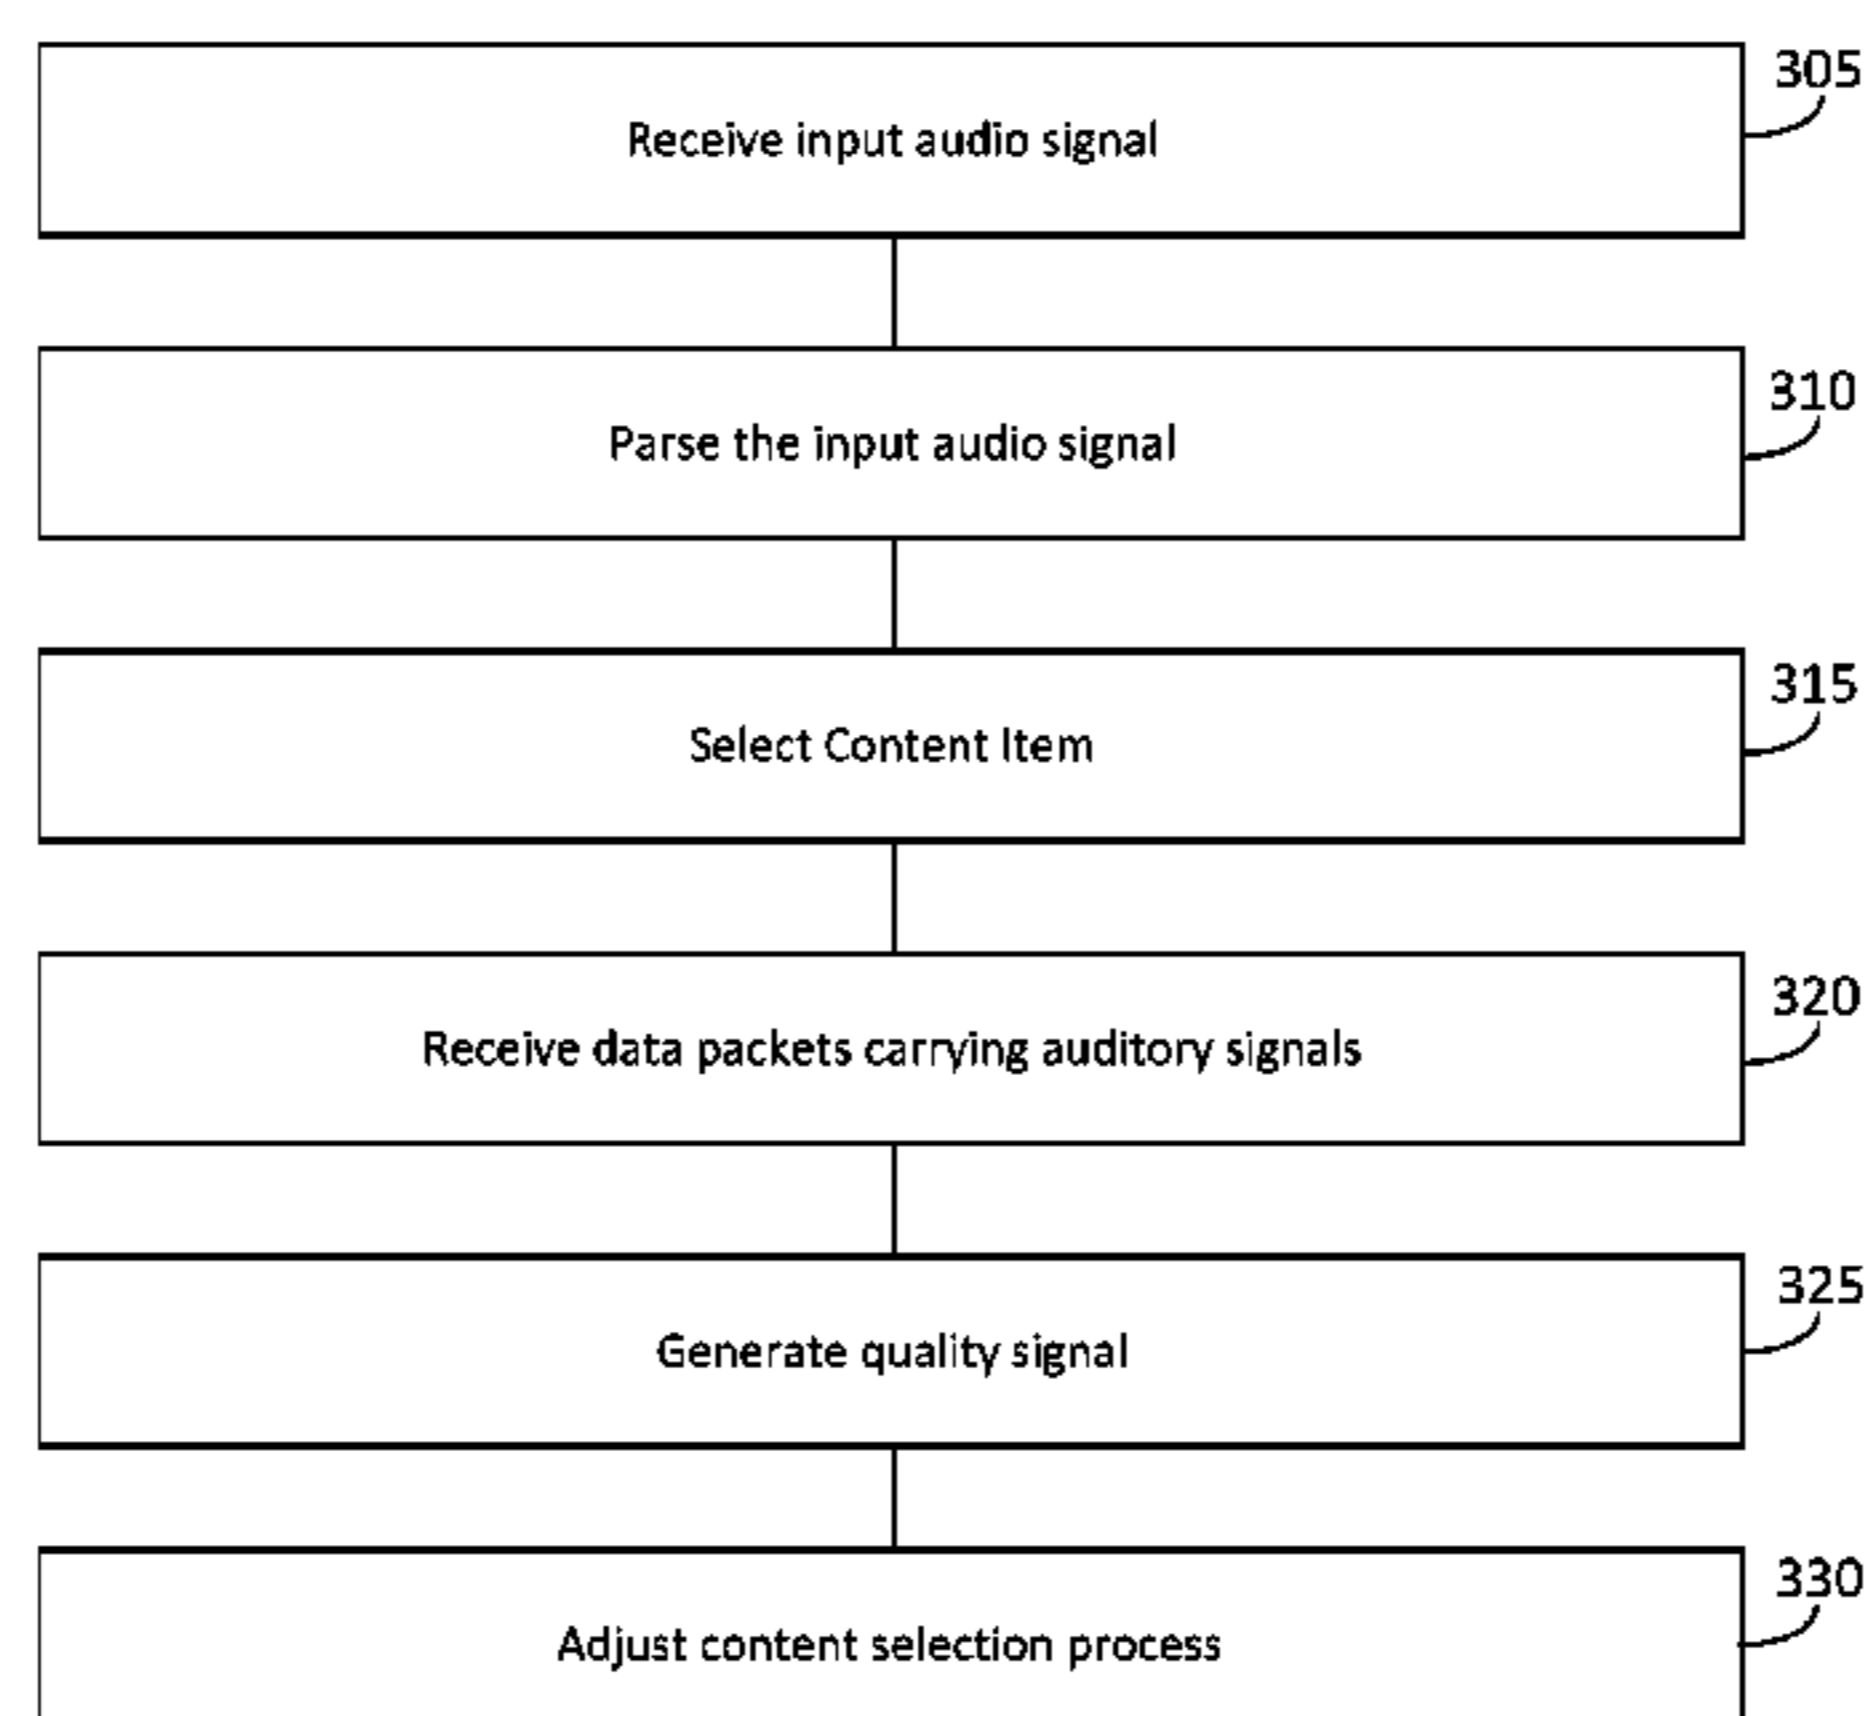 305
Receive input audio signal
310
Parse the input audio signal
315
Select Content Item
320
Receive data packets carrying auditory signals
325
Generate quality signal
330
Adjust content selection process